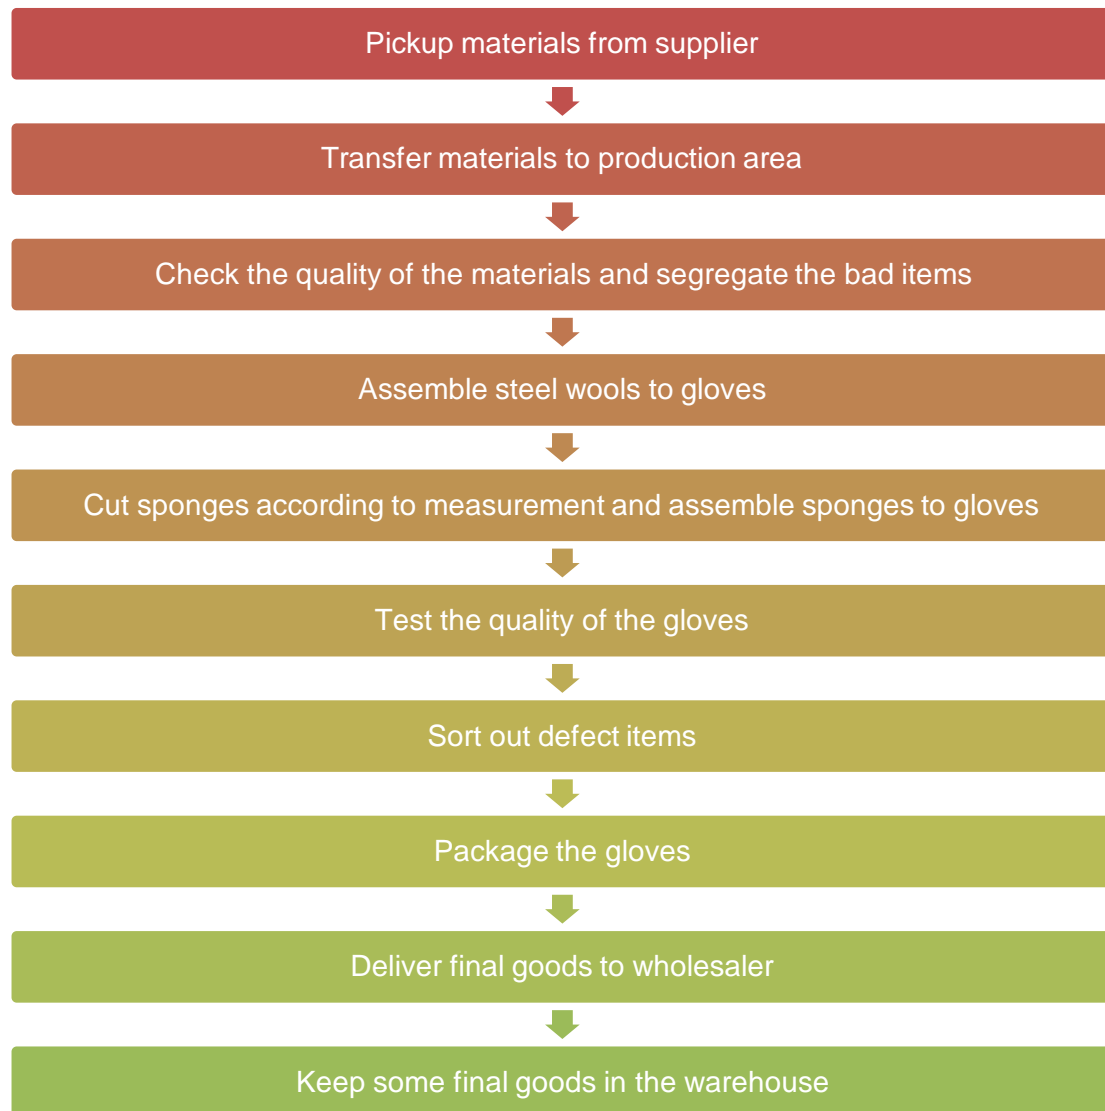 Pickup materials from supplier
Transfer materials to production area
Check the quality of the materials and segregate the bad items
Assemble steel wools to gloves
Cut sponges according to measurement and assemble sponges to gloves
Test the quality of the gloves
Sort out defect items
Package the gloves
Deliver final goods to wholesaler
Keep some final goods in the warehouse